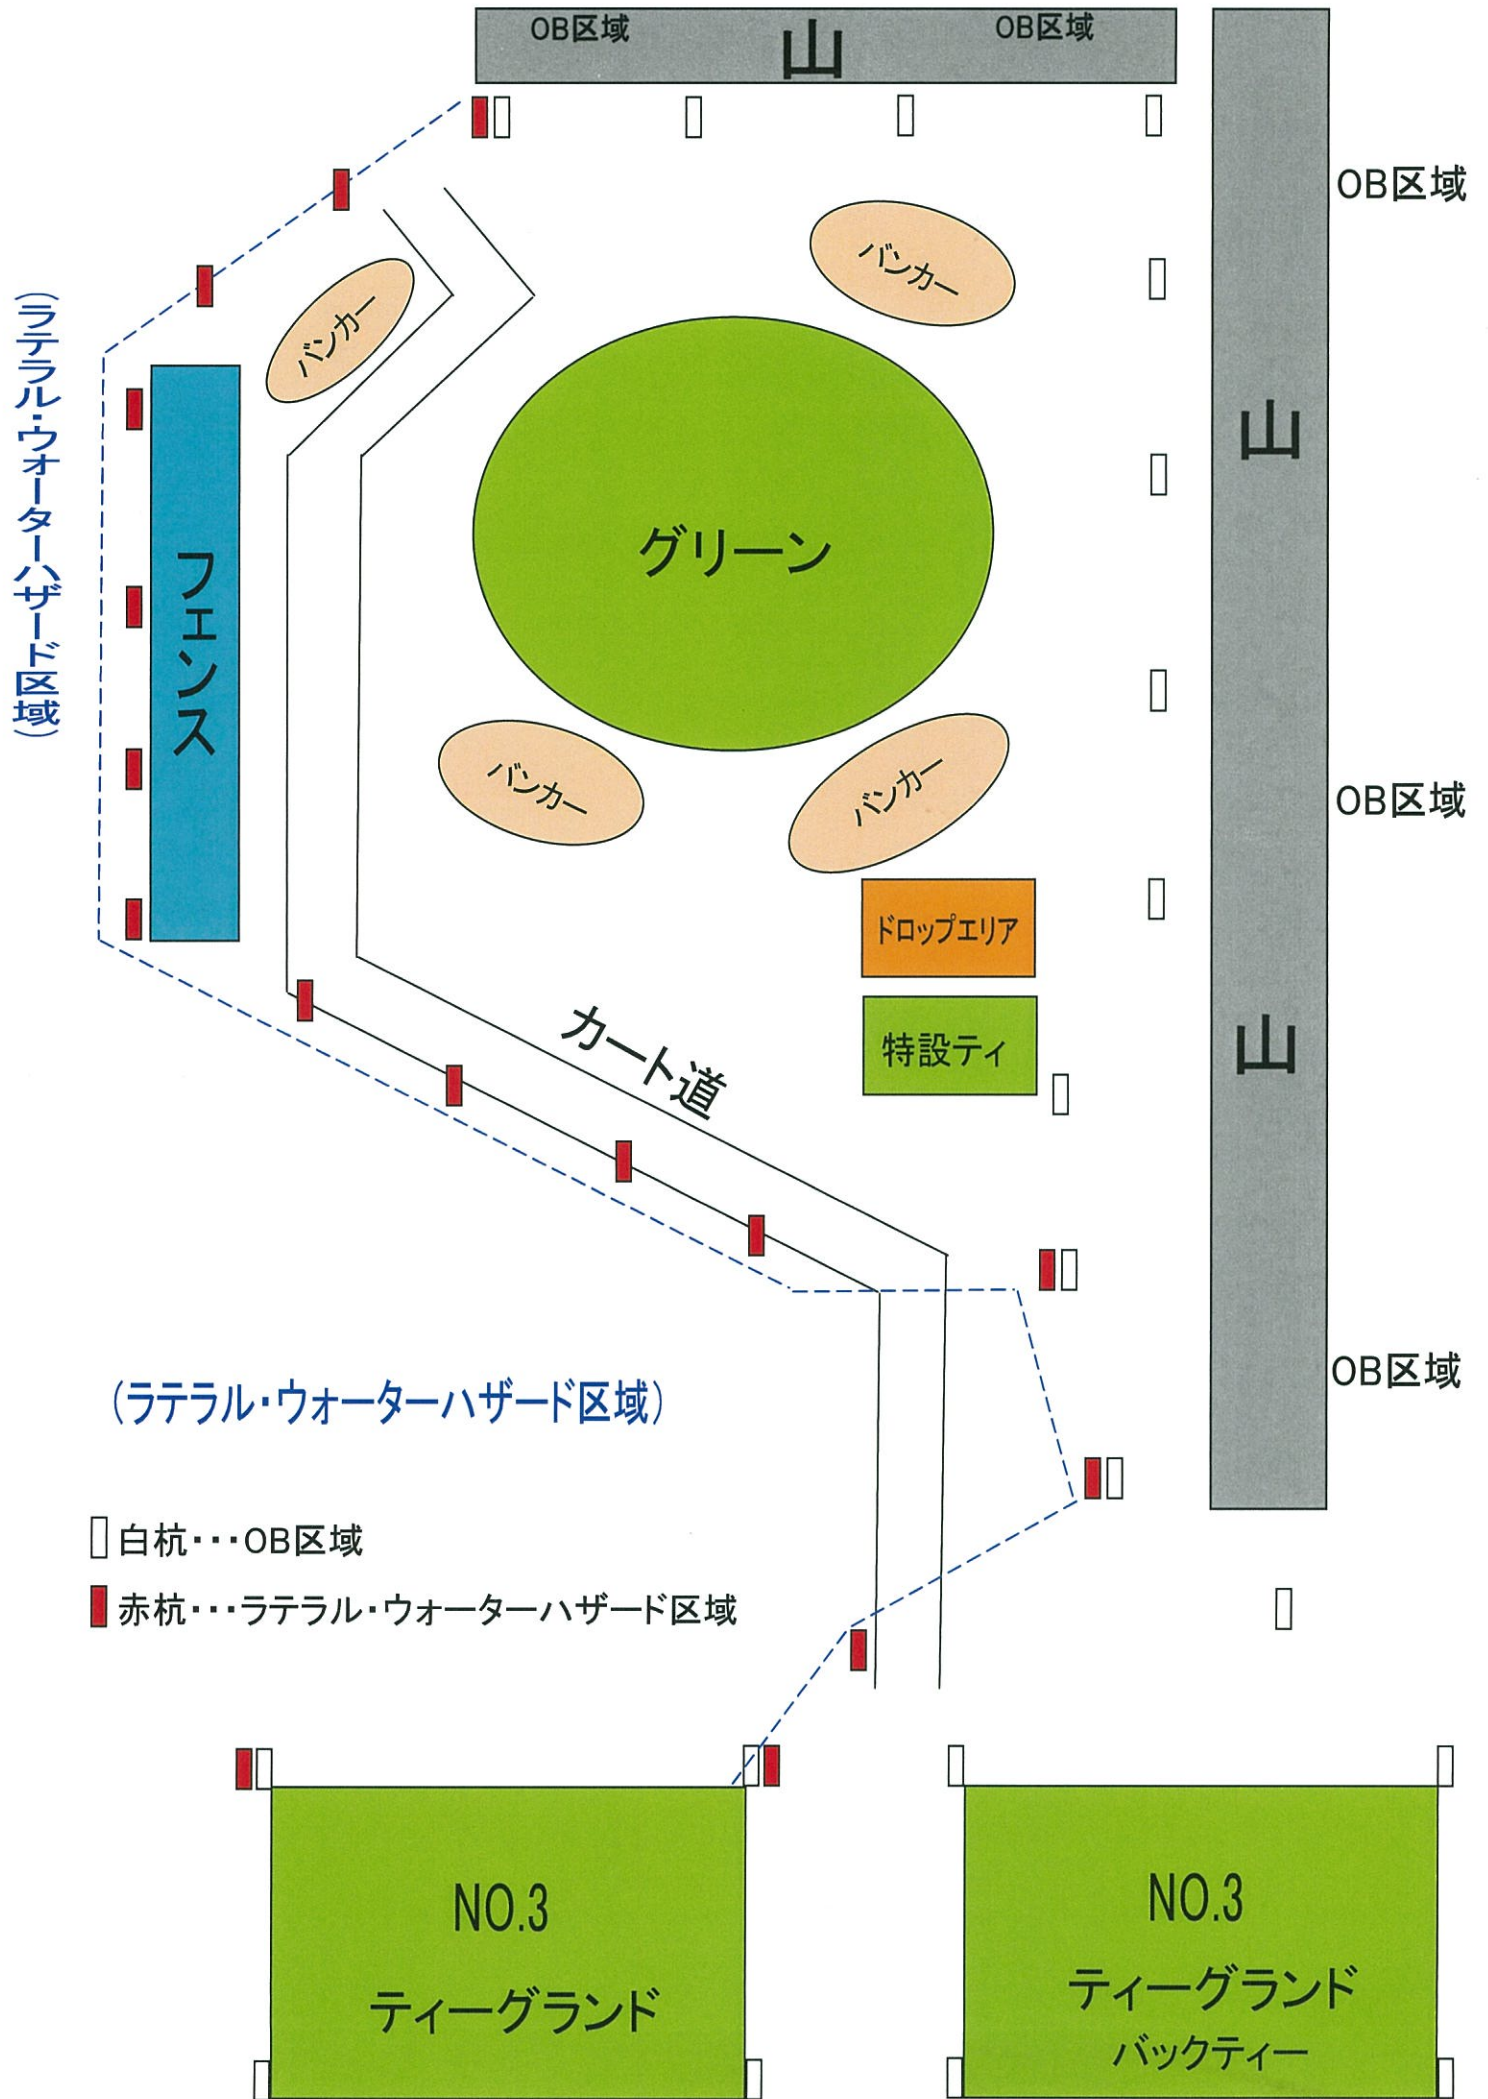 OB区域
山
OB区域
OB区域
バンカー
バンカー
(ラテラル・ウォーターハザード区域)
山
フェンス
グリーン
バンカー
バンカー
OB区域
ドロップエリア
特設ティ
カート道
山
OB区域
(ラテラル・ウォーターハザード区域)
白杭・・・OB区域
赤杭・・・ラテラル・ウォーターハザード区域
NO.3
ティーグランド
NO.3
ティーグランド
バックティー